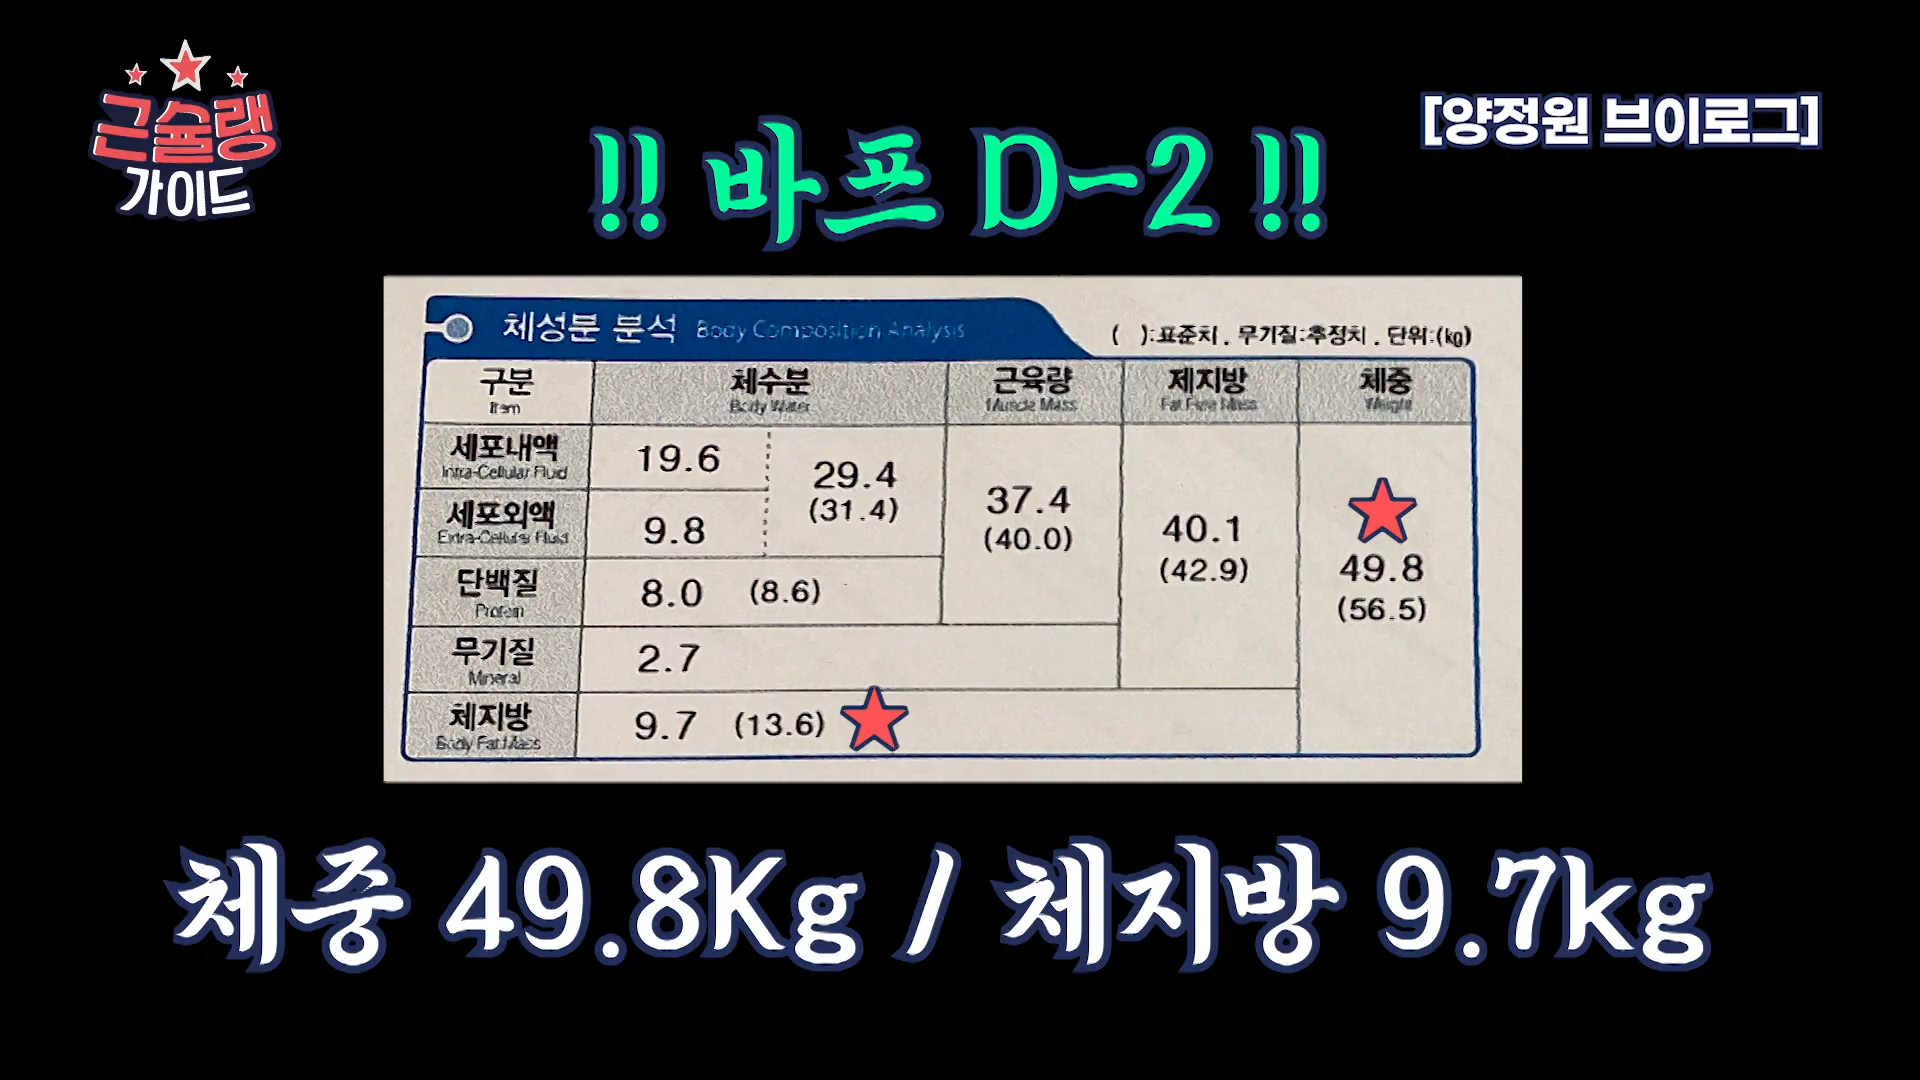 근슐랭
가이드
[양정원 브이로그]
!! 바프 D-2 !!
체성분 분석 Body Composition Analysis
( ):표준치 . 무기질:추정치 . 단위:(kg)
구분 체수분 근육량 제지방 체중
Item Body Water Muscle Mass Fat Free Mass Weight
세포내액 19.6
Intra-Cellular Fluid
29.4
(31.4)
세포외액 9.8
Extra-Cellular Fluid
37.4
(40.0)
40.1
(42.9)
49.8
(56.5)
단백질 8.0 (8.6)
Protein
무기질 2.7
Mineral
체지방 9.7 (13.6)
Body Fat Mass
체중 49.8Kg / 체지방 9.7kg